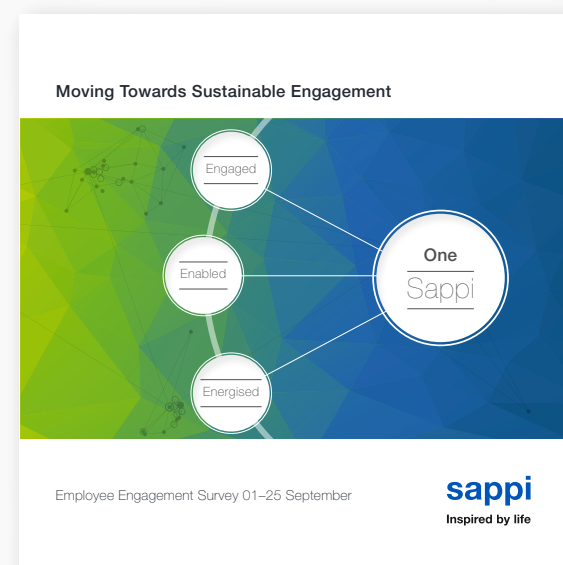 Moving Towards Sustainable Engagement
Engaged
Enabled
Energised
One
Sappi
Employee Engagement Survey 01–25 September
sappi
Inspired by life